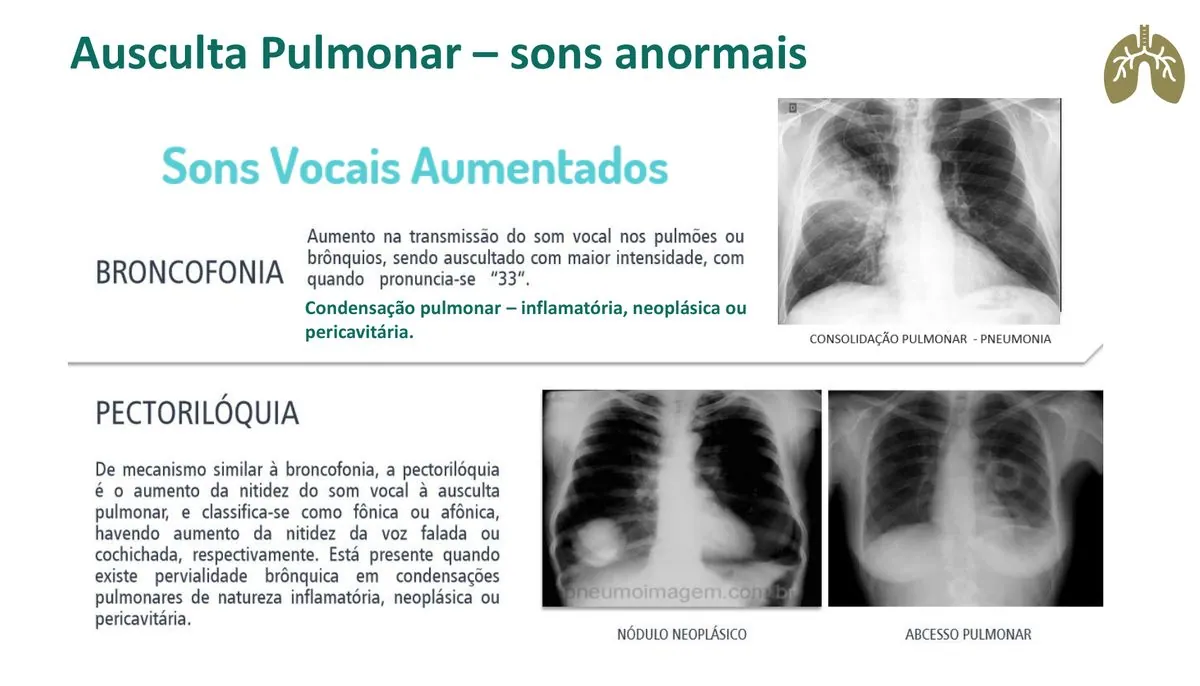 Ausculta Pulmonar – sons anormais
Sons Vocais Aumentados
BRONCOFONIA
Aumento na transmissão do som vocal nos pulmões ou
brônquios, sendo auscultado com maior intensidade, com
quando pronuncia-se “33”.
Condensação pulmonar – inflamatória, neoplásica ou
pericavitária.
D
CONSOLIDAÇÃO PULMONAR - PNEUMONIA
PECTORILÓQUIA
De mecanismo similar à broncofonia, a pectorilóquia
é o aumento da nitidez do som vocal à ausculta
pulmonar, e classifica-se como fônica ou afônica,
havendo aumento da nitidez da voz falada ou
cochichada, respectivamente. Está presente quando
existe pervialidade brônquica em condensações
pulmonares de natureza inflamatória, neoplásica ou
pericavitária.
pneumoimagem.com.br
NÓDULO NEOPLÁSICO
ABCESSO PULMONAR